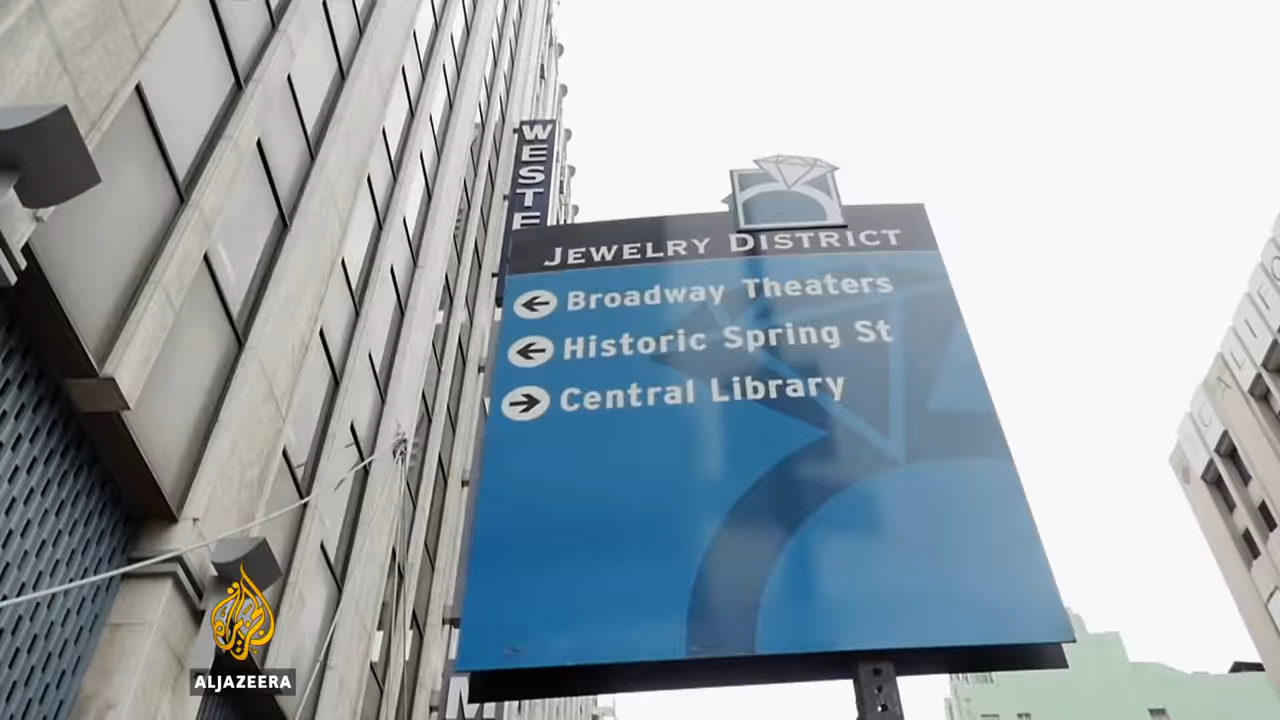 WESTE
JEWELRY DISTRICT
Broadway Theaters
Historic Spring St
Central Library
ALJAZEERA